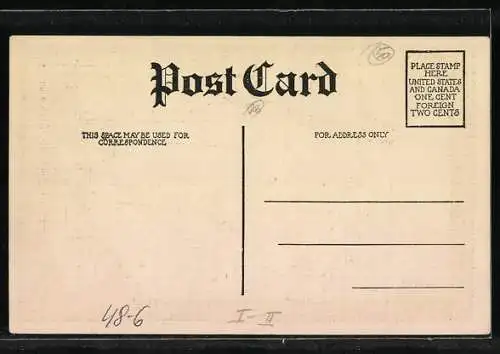 Post Card
PLACE STAMP
HERE
UNITED STATES
AND CANADA
ONE CENT
FOREIGN
TWO CENTS
THIS SPACE MAY BE USED FOR
CORRESPONDENCE
FOR ADDRESS ONLY
48-6
I-II